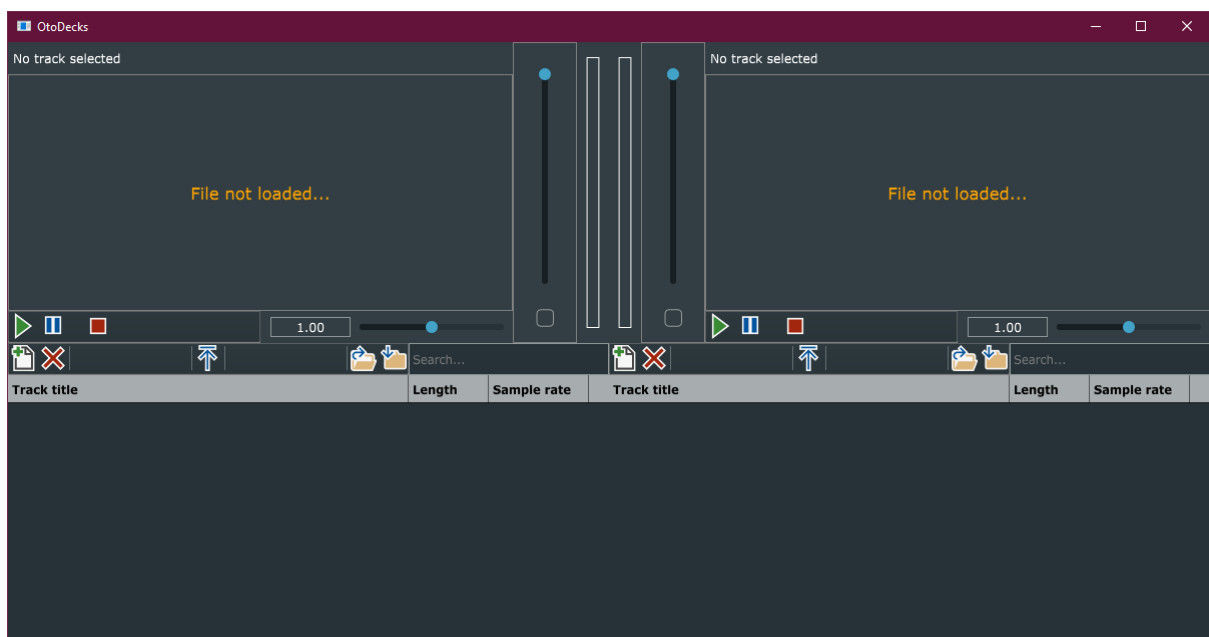 OtoDecks
No track selected
No track selected
File not loaded...
File not loaded...
1.00
1.00
Search...
Search...
Track title Length Sample rate
Track title Length Sample rate